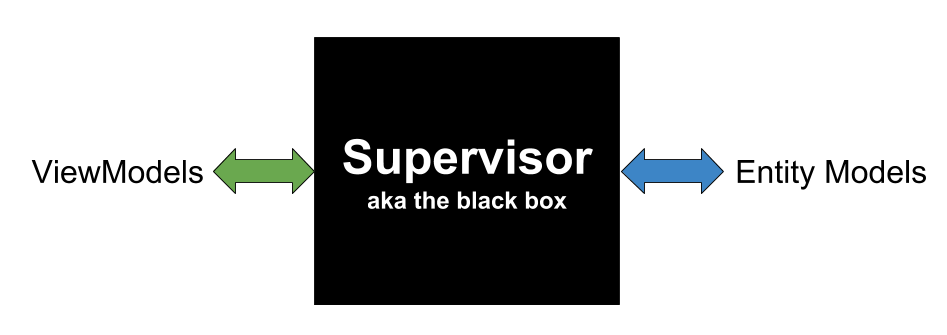 ViewModels
Supervisor
aka the black box
Entity Models